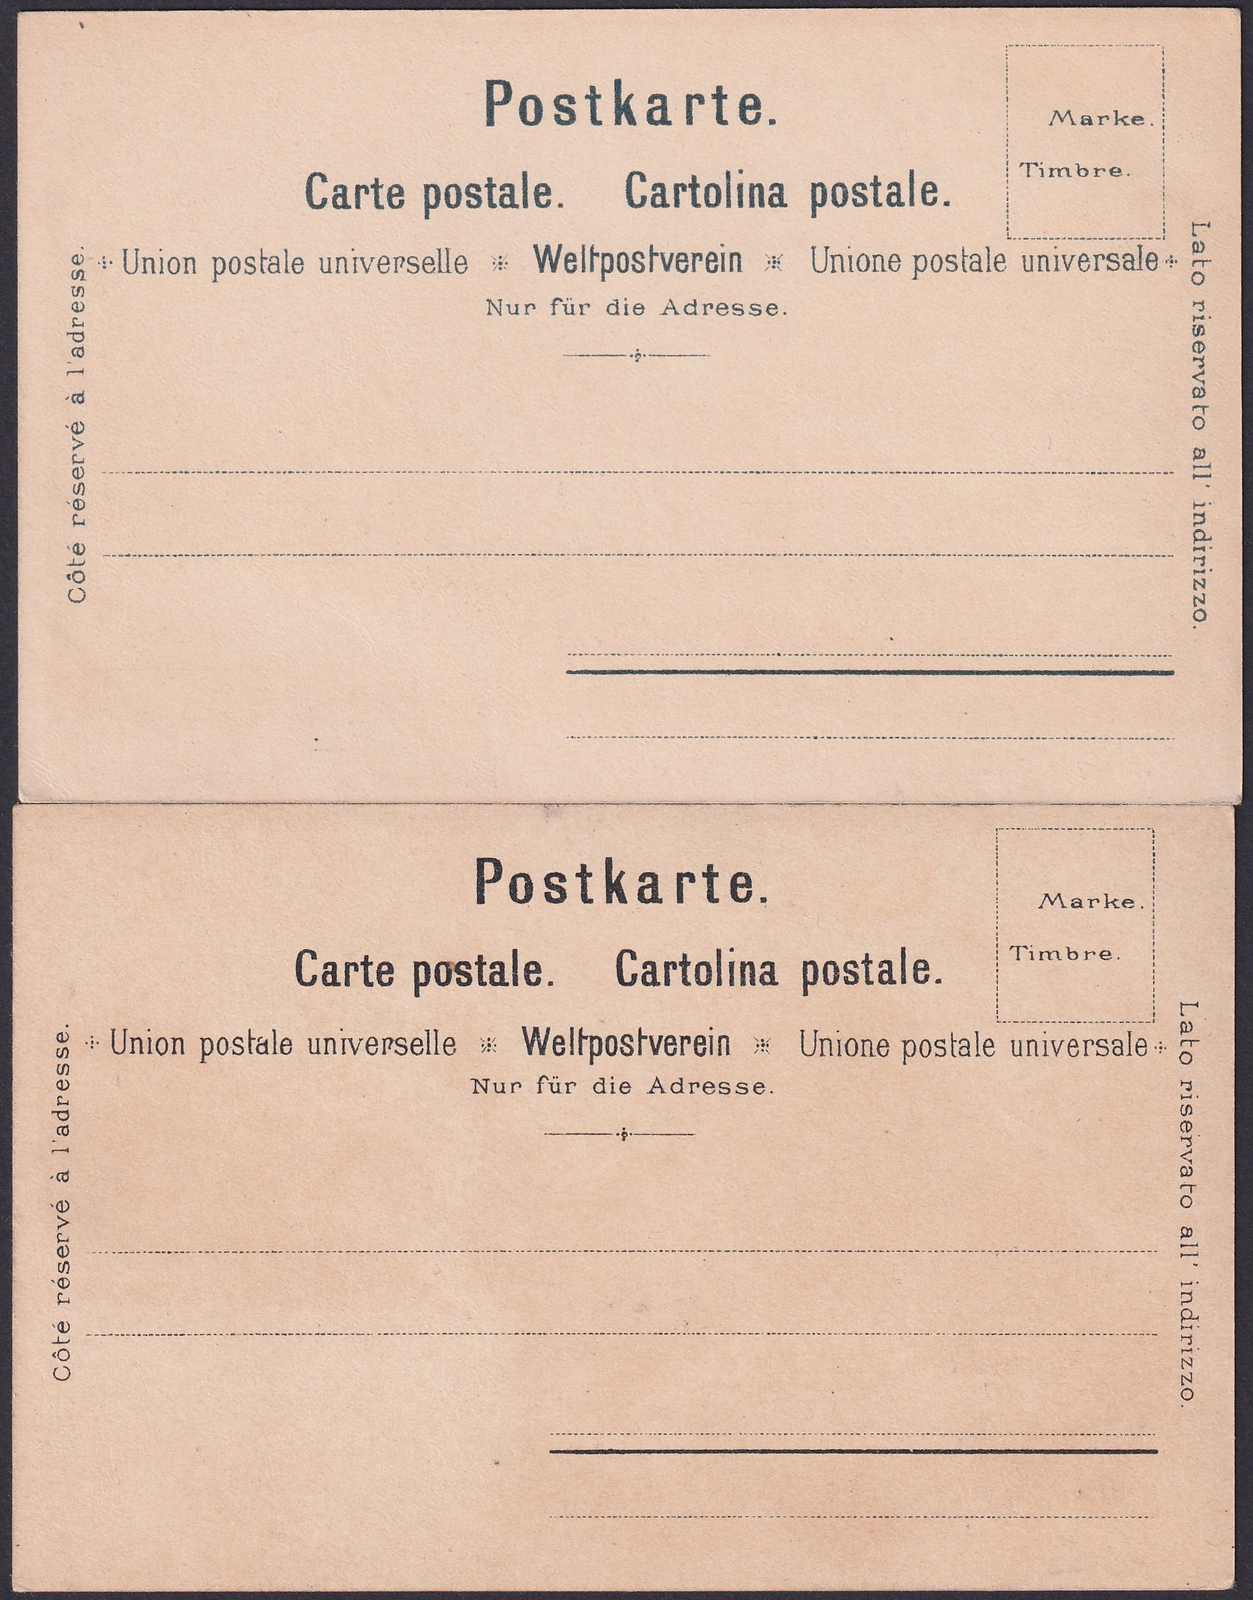 Postkarte.
Marke.
Timbre.
Carte postale. Cartolina postale.
Union postale universelle Weltpostverein Unione postale universale
Nur für die Adresse.
Côté réservé à l'adresse.
Lato riservato all' indirizzo.
Postkarte.
Marke.
Timbre.
Carte postale. Cartolina postale.
Union postale universelle Weltpostverein Unione postale universale
Nur für die Adresse.
Côté réservé à l'adresse.
Lato riservato all' indirizzo.